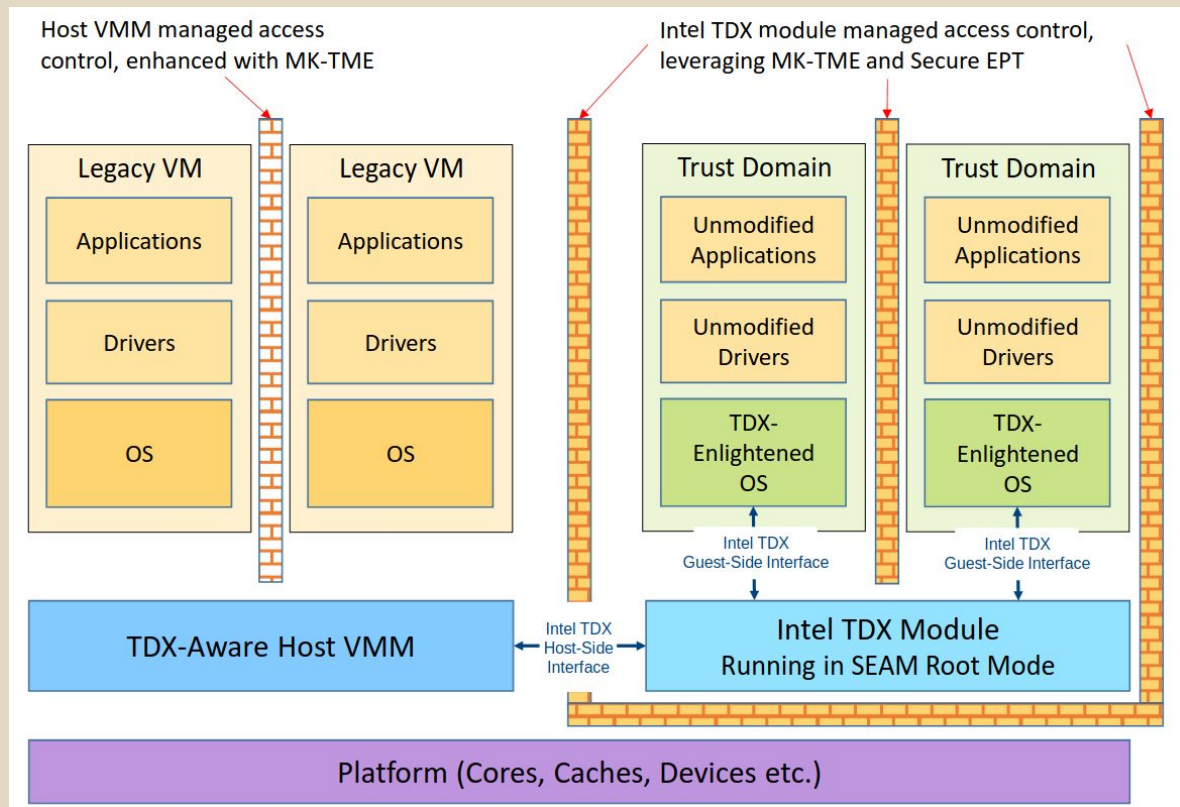 Host VMM managed access
control, enhanced with MK-TME
Intel TDX module managed access control,
leveraging MK-TME and Secure EPT
Legacy VM
Applications
Drivers
OS
Legacy VM
Applications
Drivers
OS
Trust Domain
Unmodified
Applications
Unmodified
Drivers
TDX-
Enlightened
OS
Trust Domain
Unmodified
Applications
Unmodified
Drivers
TDX-
Enlightened
OS
Intel TDX
Guest-Side Interface
Intel TDX
Guest-Side Interface
TDX-Aware Host VMM
Intel TDX
Host-Side
Interface
Intel TDX Module
Running in SEAM Root Mode
Platform (Cores, Caches, Devices etc.)